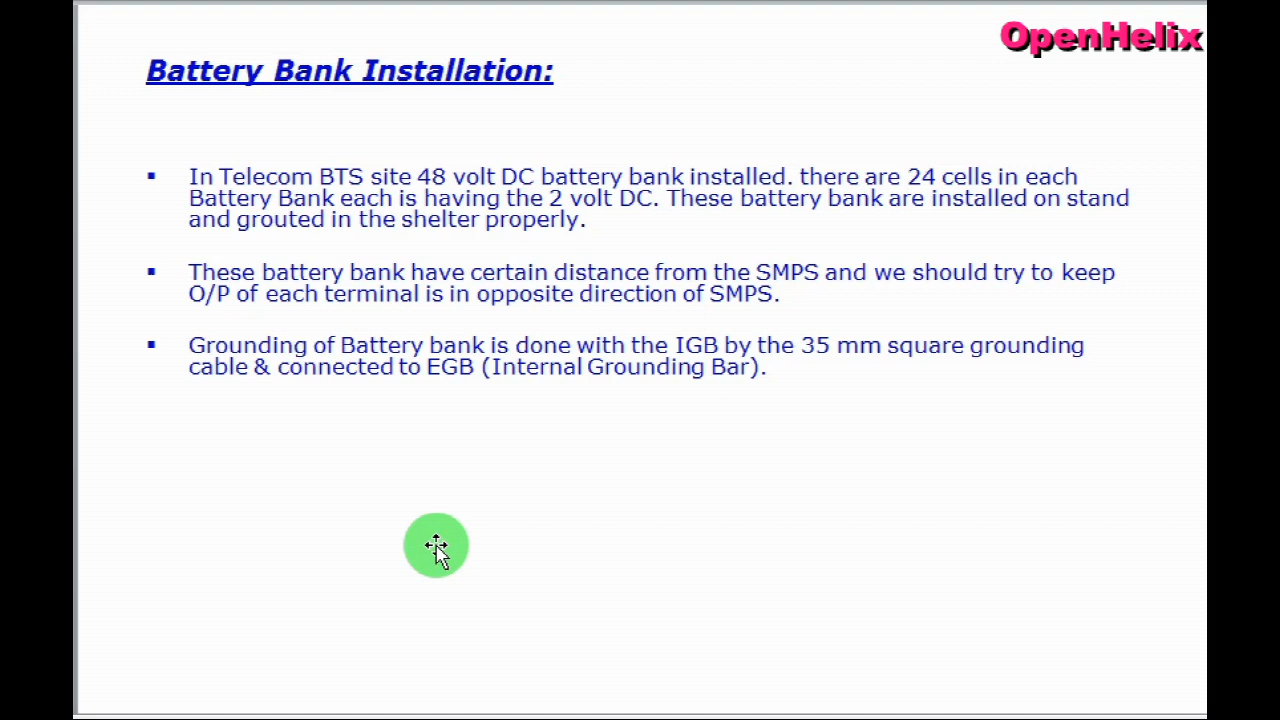 OpenHelix
Battery Bank Installation:
▪ In Telecom BTS site 48 volt DC battery bank installed. there are 24 cells in each
Battery Bank each is having the 2 volt DC. These battery bank are installed on stand
and grouted in the shelter properly.
▪ These battery bank have certain distance from the SMPS and we should try to keep
O/P of each terminal is in opposite direction of SMPS.
▪ Grounding of Battery bank is done with the IGB by the 35 mm square grounding
cable & connected to EGB (Internal Grounding Bar).